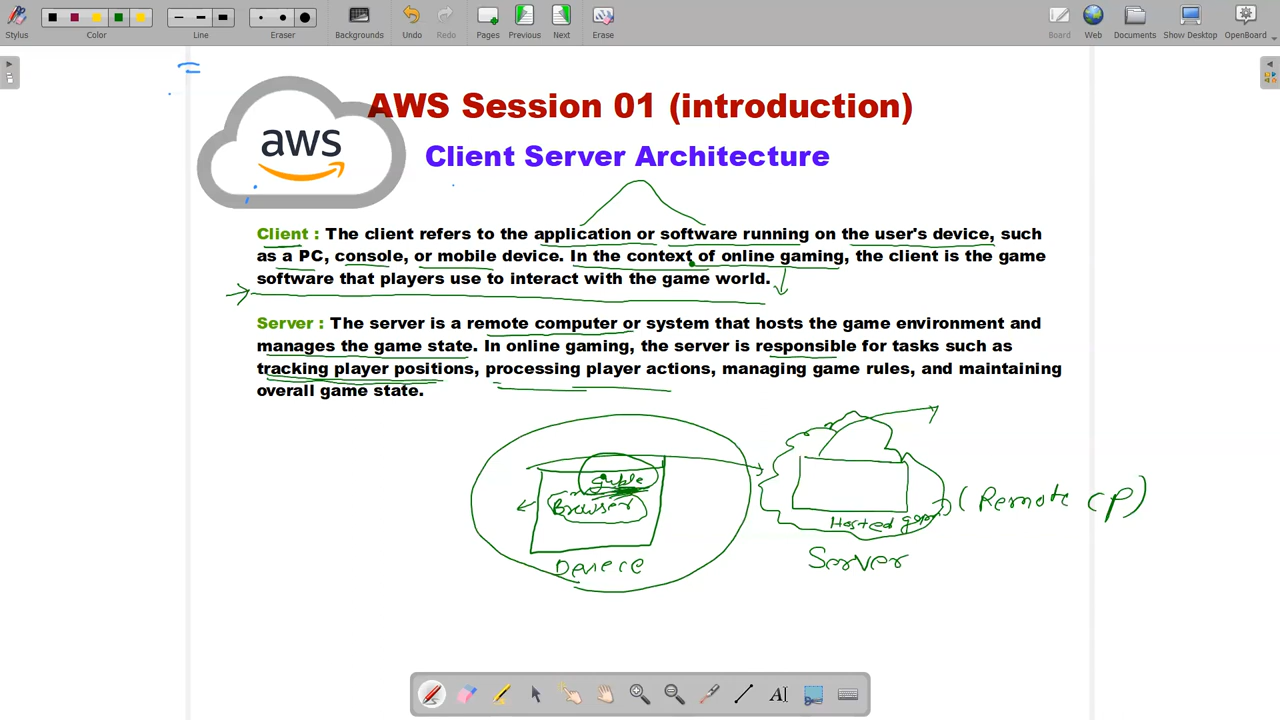 Stylus Color Line Eraser Backgrounds Undo Redo Pages Previous Next Erase Board Web Documents Show Desktop OpenBoard
aws
AWS Session 01 (introduction)
Client Server Architecture
Client : The client refers to the application or software running on the user's device, such
as a PC, console, or mobile device. In the context of online gaming, the client is the game
software that players use to interact with the game world.
Server : The server is a remote computer or system that hosts the game environment and
manages the game state. In online gaming, the server is responsible for tasks such as
tracking player positions, processing player actions, managing game rules, and maintaining
overall game state.
Browser
Hosted
(Remote CP)
Server